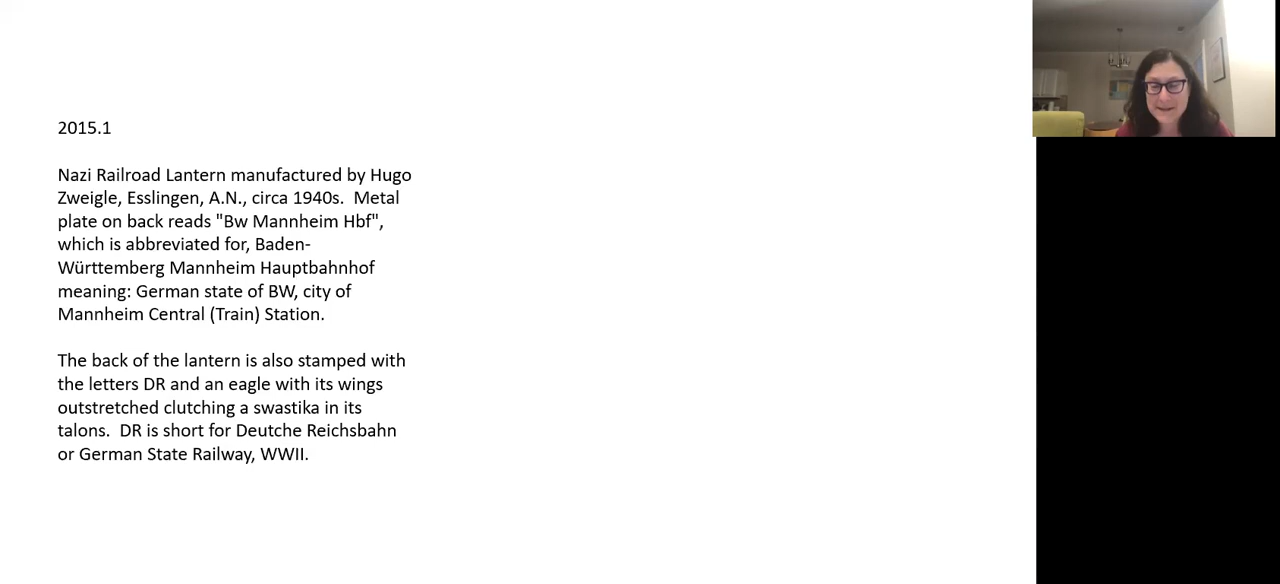 2015.1
Nazi Railroad Lantern manufactured by Hugo
Zweigle, Esslingen, A.N., circa 1940s.  Metal
plate on back reads "Bw Mannheim Hbf",
which is abbreviated for, Baden-
Württemberg Mannheim Hauptbahnhof
meaning: German state of BW, city of
Mannheim Central (Train) Station.
The back of the lantern is also stamped with
the letters DR and an eagle with its wings
outstretched clutching a swastika in its
talons.  DR is short for Deutche Reichsbahn
or German State Railway, WWII.